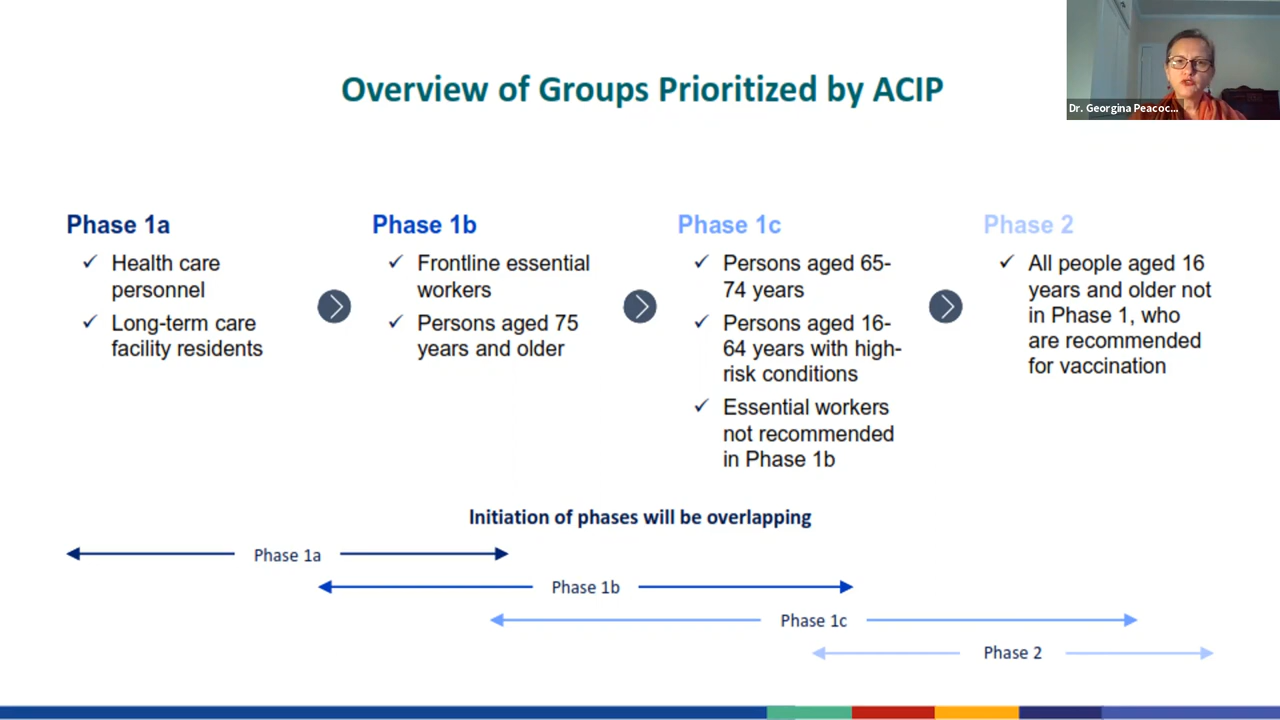 Overview of Groups Prioritized by ACIP
Dr. Georgina Peacoc...
Phase 1a
✓ Health care
personnel
✓ Long-term care
facility residents
Phase 1b
✓ Frontline essential
workers
✓ Persons aged 75
years and older
Phase 1c
✓ Persons aged 65-
74 years
✓ Persons aged 16-
64 years with high-
risk conditions
✓ Essential workers
not recommended
in Phase 1b
Phase 2
✓ All people aged 16
years and older not
in Phase 1, who
are recommended
for vaccination
Initiation of phases will be overlapping
Phase 1a
Phase 1b
Phase 1c
Phase 2